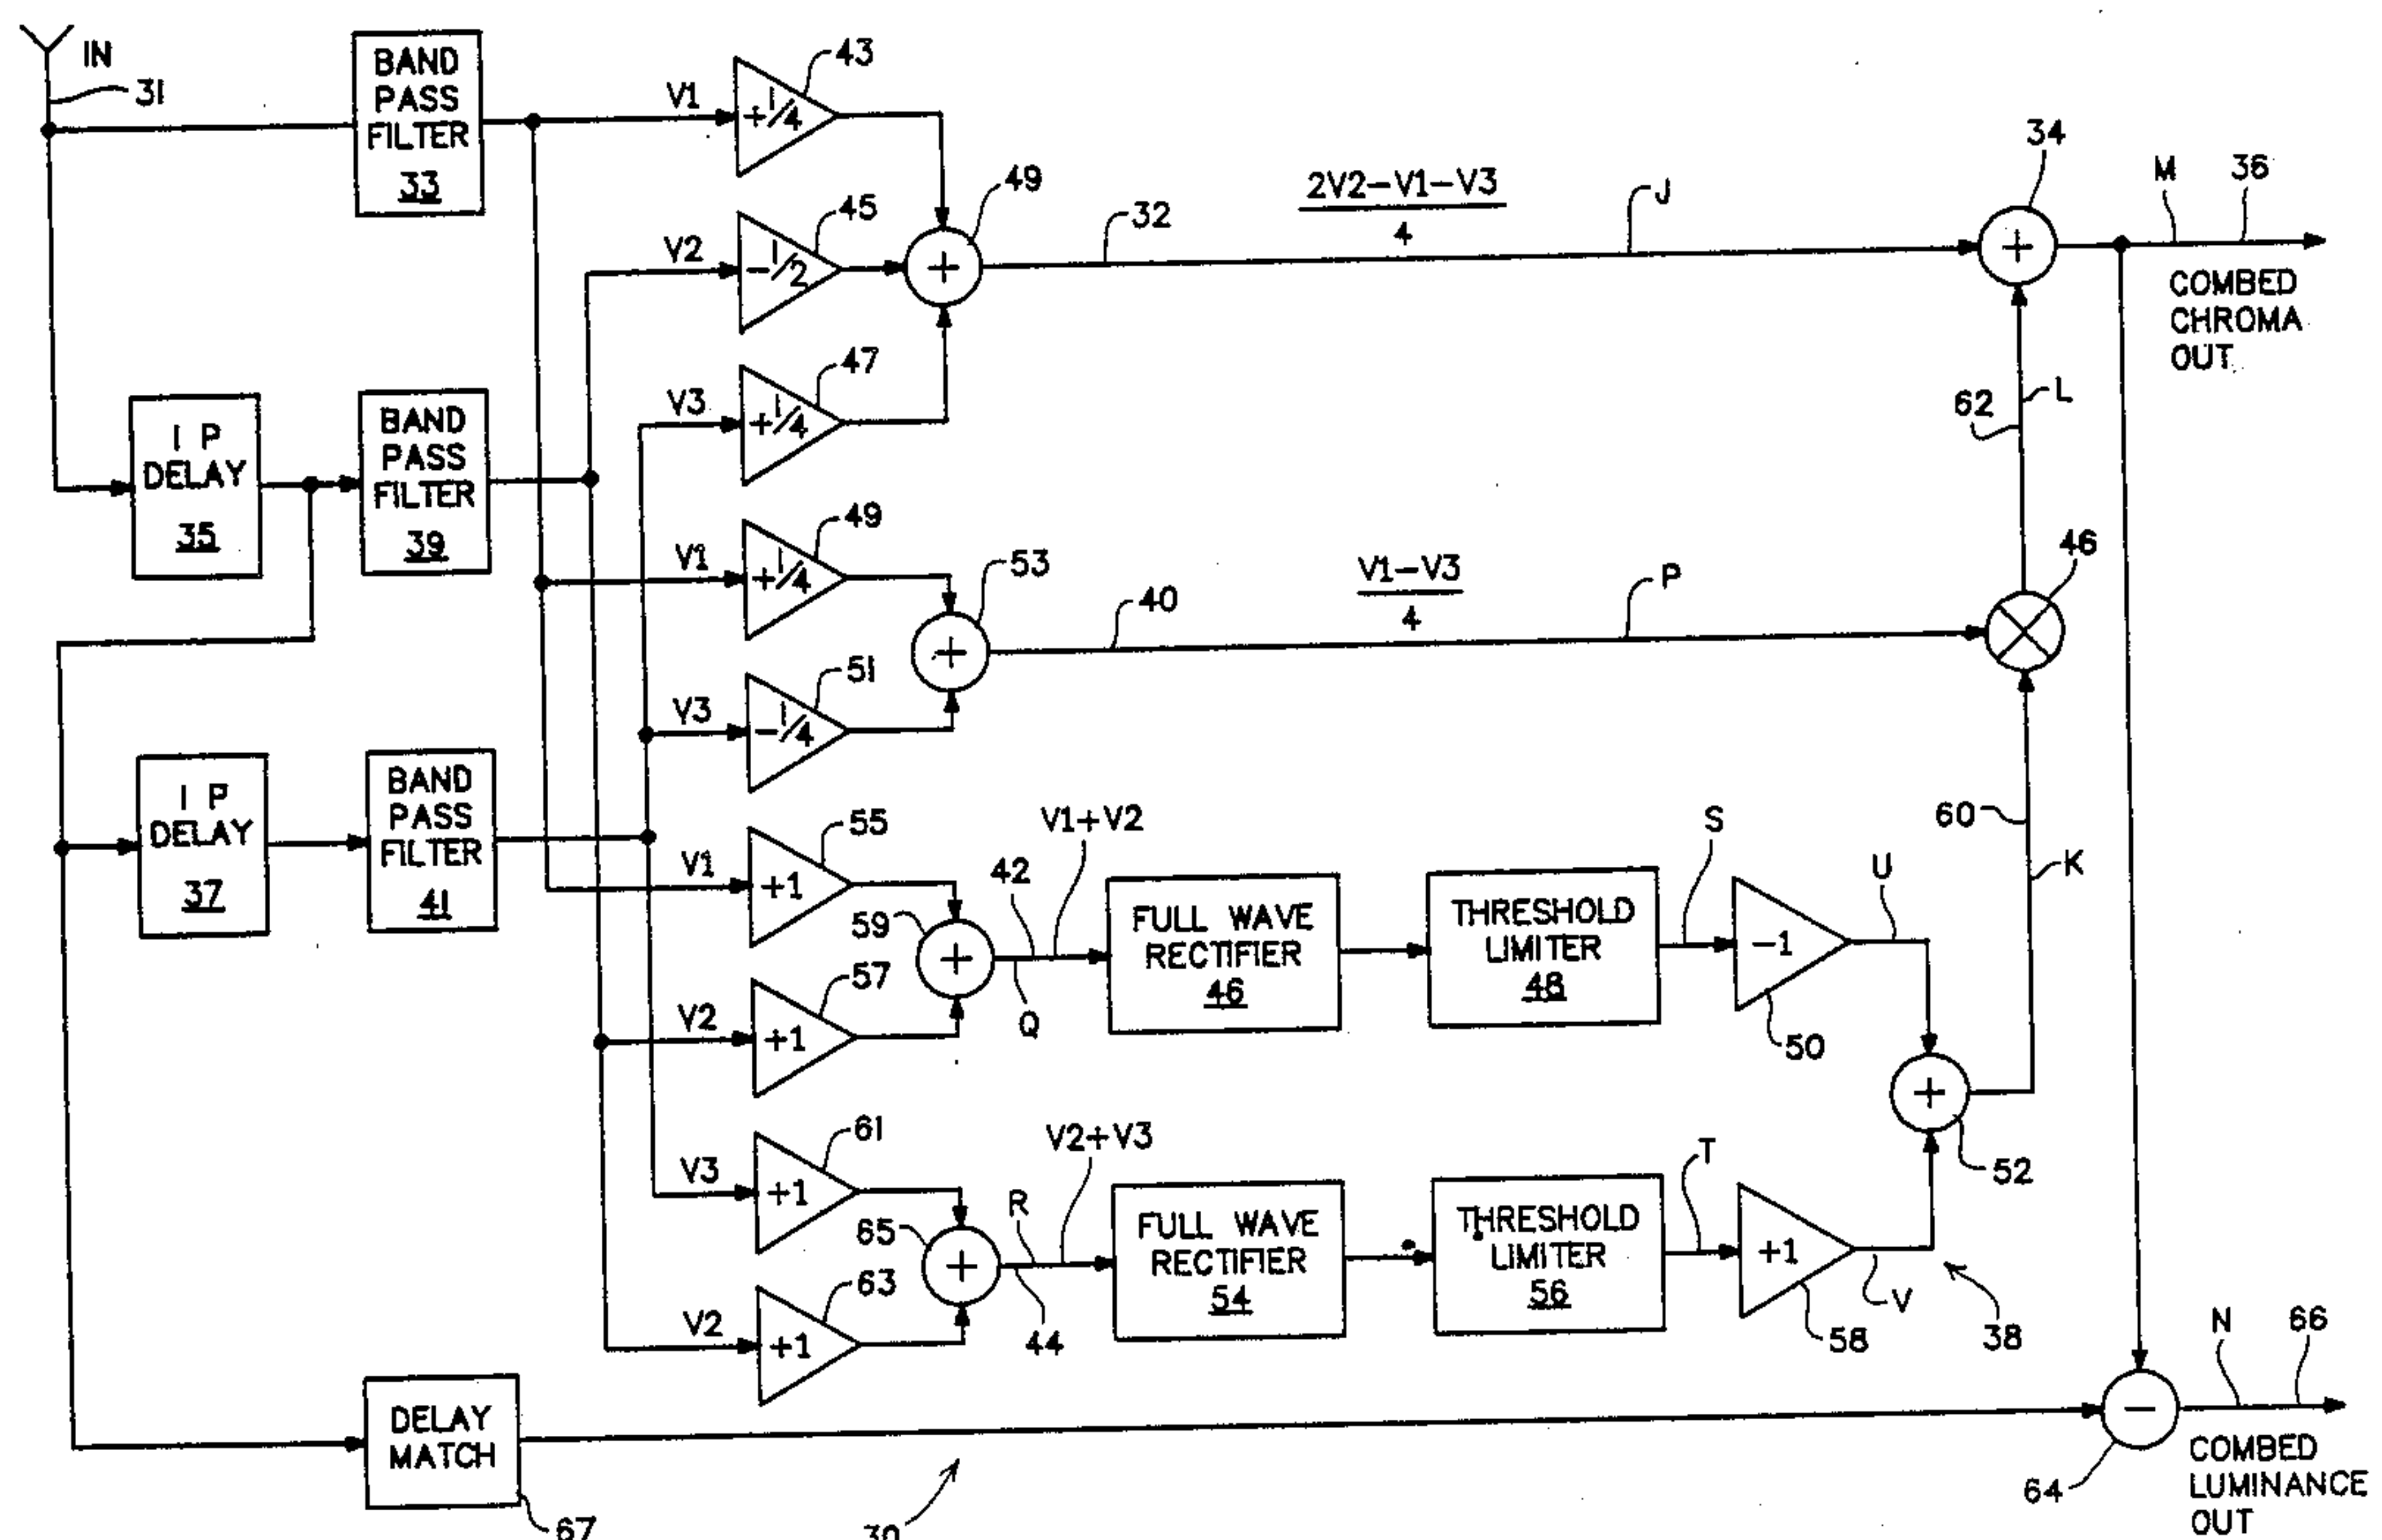 IN
31
BAND
PASS
FILTER
33
V1
+1/4
43
V2
-1/2
45
V3
+1/4
47
49
+
32
2V2-V1-V3
4
J
34
+
M
36
COMBED
CHROMA
OUT
62
L
1 P
DELAY
35
BAND
PASS
FILTER
39
V1
+1/4
49
V3
-1/4
51
53
+
40
V1-V3
4
P
46
1 P
DELAY
37
BAND
PASS
FILTER
41
V1
+1
55
V2
+1
57
59
+
42
V1+V2
Q
FULL WAVE
RECTIFIER
46
THRESHOLD
LIMITER
48
S
-1
50
U
60
K
+
52
V3
+1
61
V2
+1
63
65
+
R
V2+V3
44
FULL WAVE
RECTIFIER
54
THRESHOLD
LIMITER
56
T
+1
58
V
38
DELAY
MATCH
67
30
-
64
N
66
COMBED
LUMINANCE
OUT